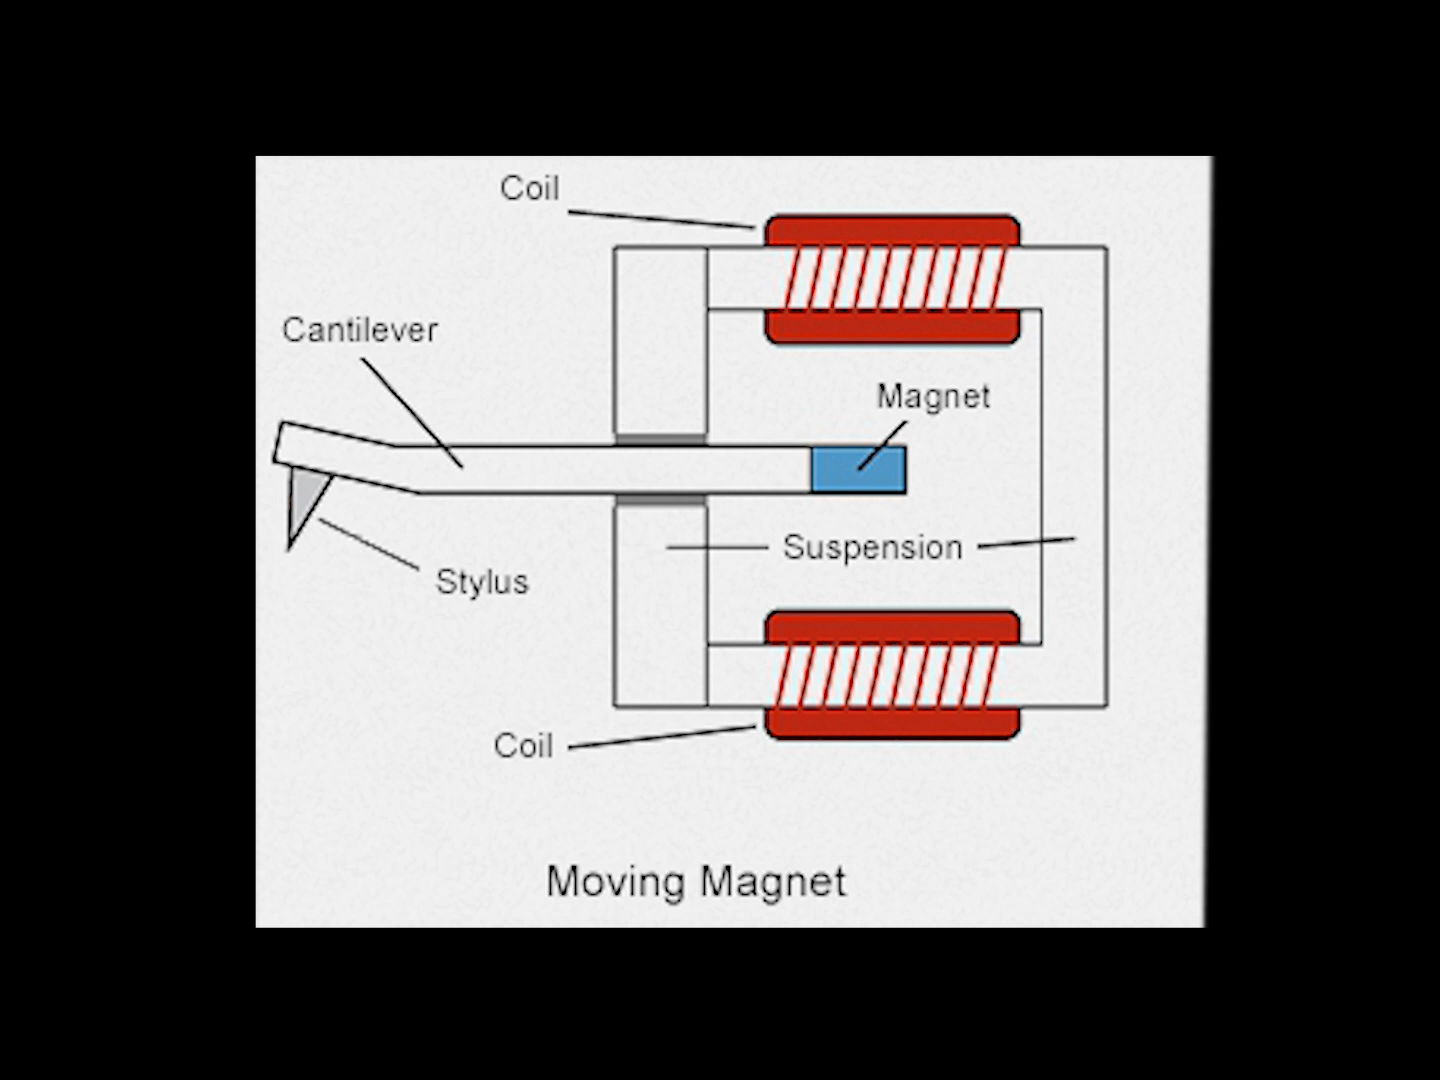 Coil
Cantilever
Magnet
Suspension
Stylus
Coil
Moving Magnet